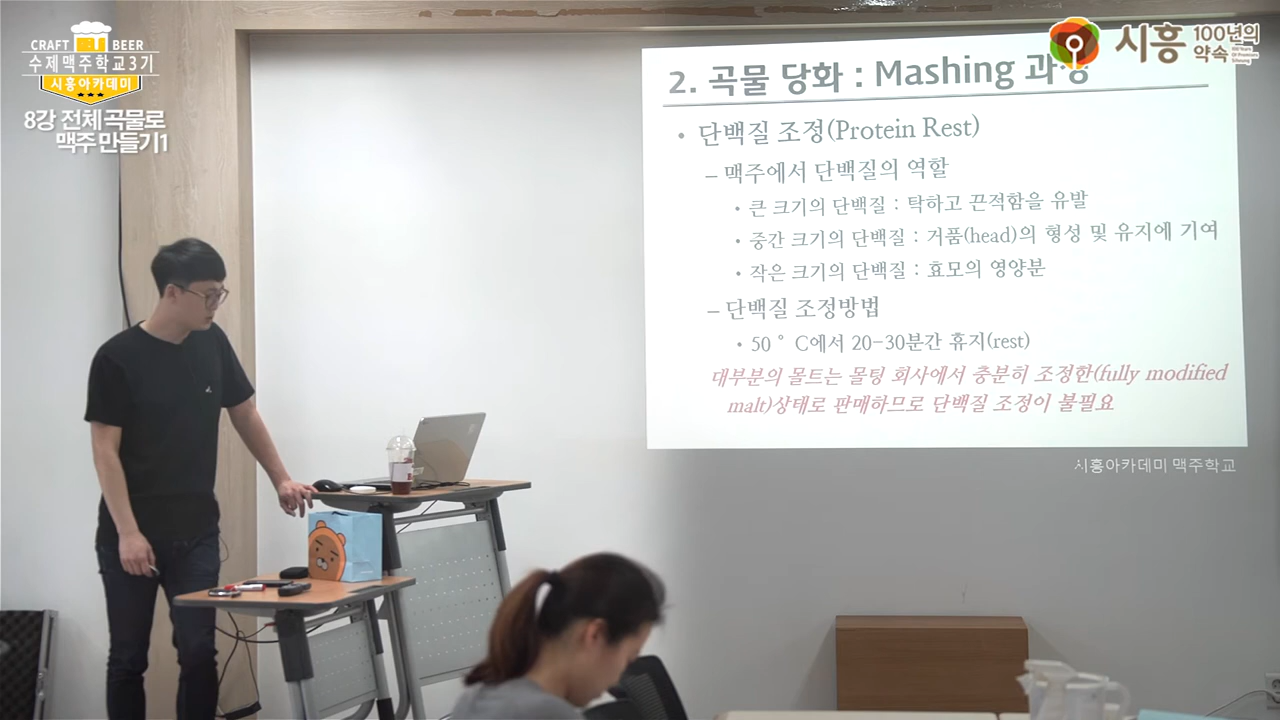 CRAFT BEER
수제맥주학교3기
시흥아카데미
8강 전체 곡물로
맥주 만들기1
시흥 100년의
약속
2. 곡물 당화 : Mashing 과정
• 단백질 조정(Protein Rest)
– 맥주에서 단백질의 역할
• 큰 크기의 단백질 : 탁하고 끈적함을 유발
• 중간 크기의 단백질 : 거품(head)의 형성 및 유지에 기여
• 작은 크기의 단백질 : 효모의 영양분
– 단백질 조정방법
• 50 ° C에서 20-30분간 휴지(rest)
대부분의 몰트는 몰팅 회사에서 충분히 조정한(fully modified
malt)상태로 판매하므로 단백질 조정이 불필요
시흥아카데미 맥주학교